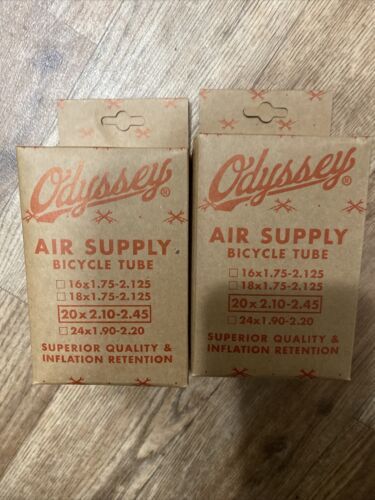 Odyssey®
AIR SUPPLY
BICYCLE TUBE
16x1.75-2.125
18x1.75-2.125
20x2.10-2.45
24x1.90-2.20
SUPERIOR QUALITY &
INFLATION RETENTION
Odyssey®
AIR SUPPLY
BICYCLE TUBE
16x1.75-2.125
18x1.75-2.125
20x2.10-2.45
24x1.90-2.20
SUPERIOR QUALITY &
INFLATION RETENTION